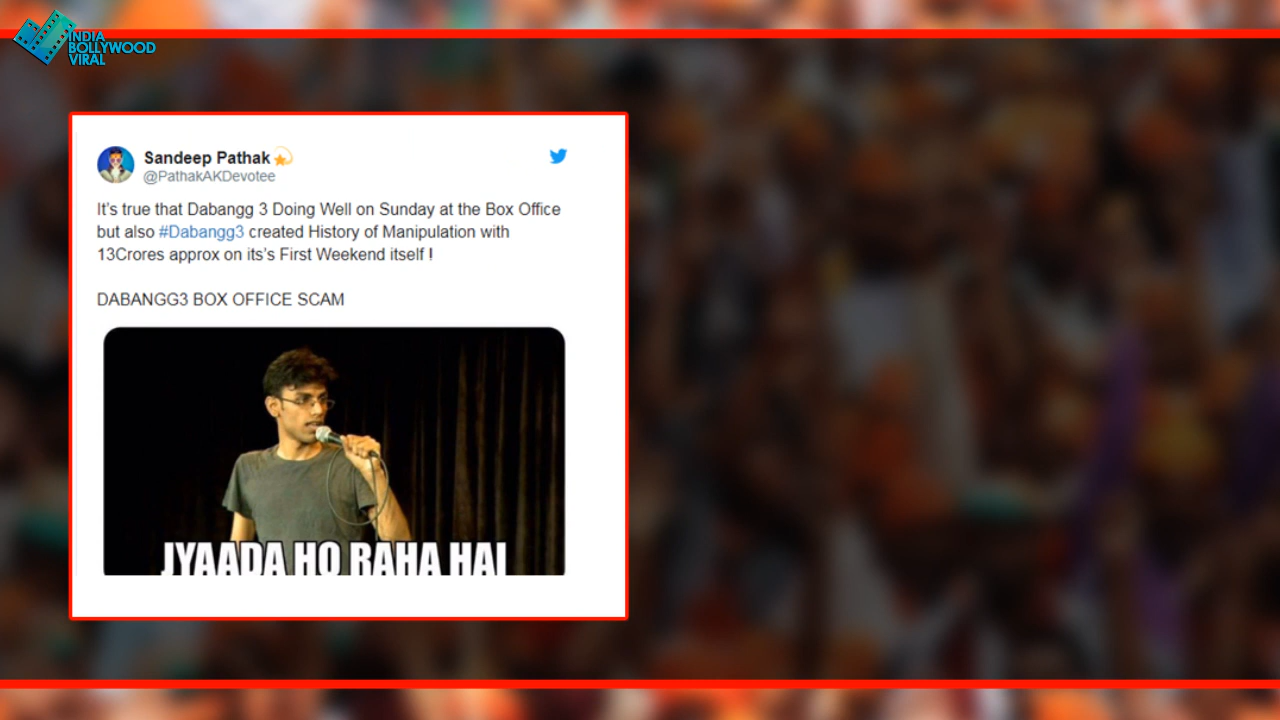 INDIA
BOLLYWOOD
VIRAL
Sandeep Pathak
@PathakAKDevotee
It's true that Dabangg 3 Doing Well on Sunday at the Box Office
but also #Dabangg3 created History of Manipulation with
13Crores approx on its's First Weekend itself !
DABANGG3 BOX OFFICE SCAM
JYAADA HO RAHA HAI